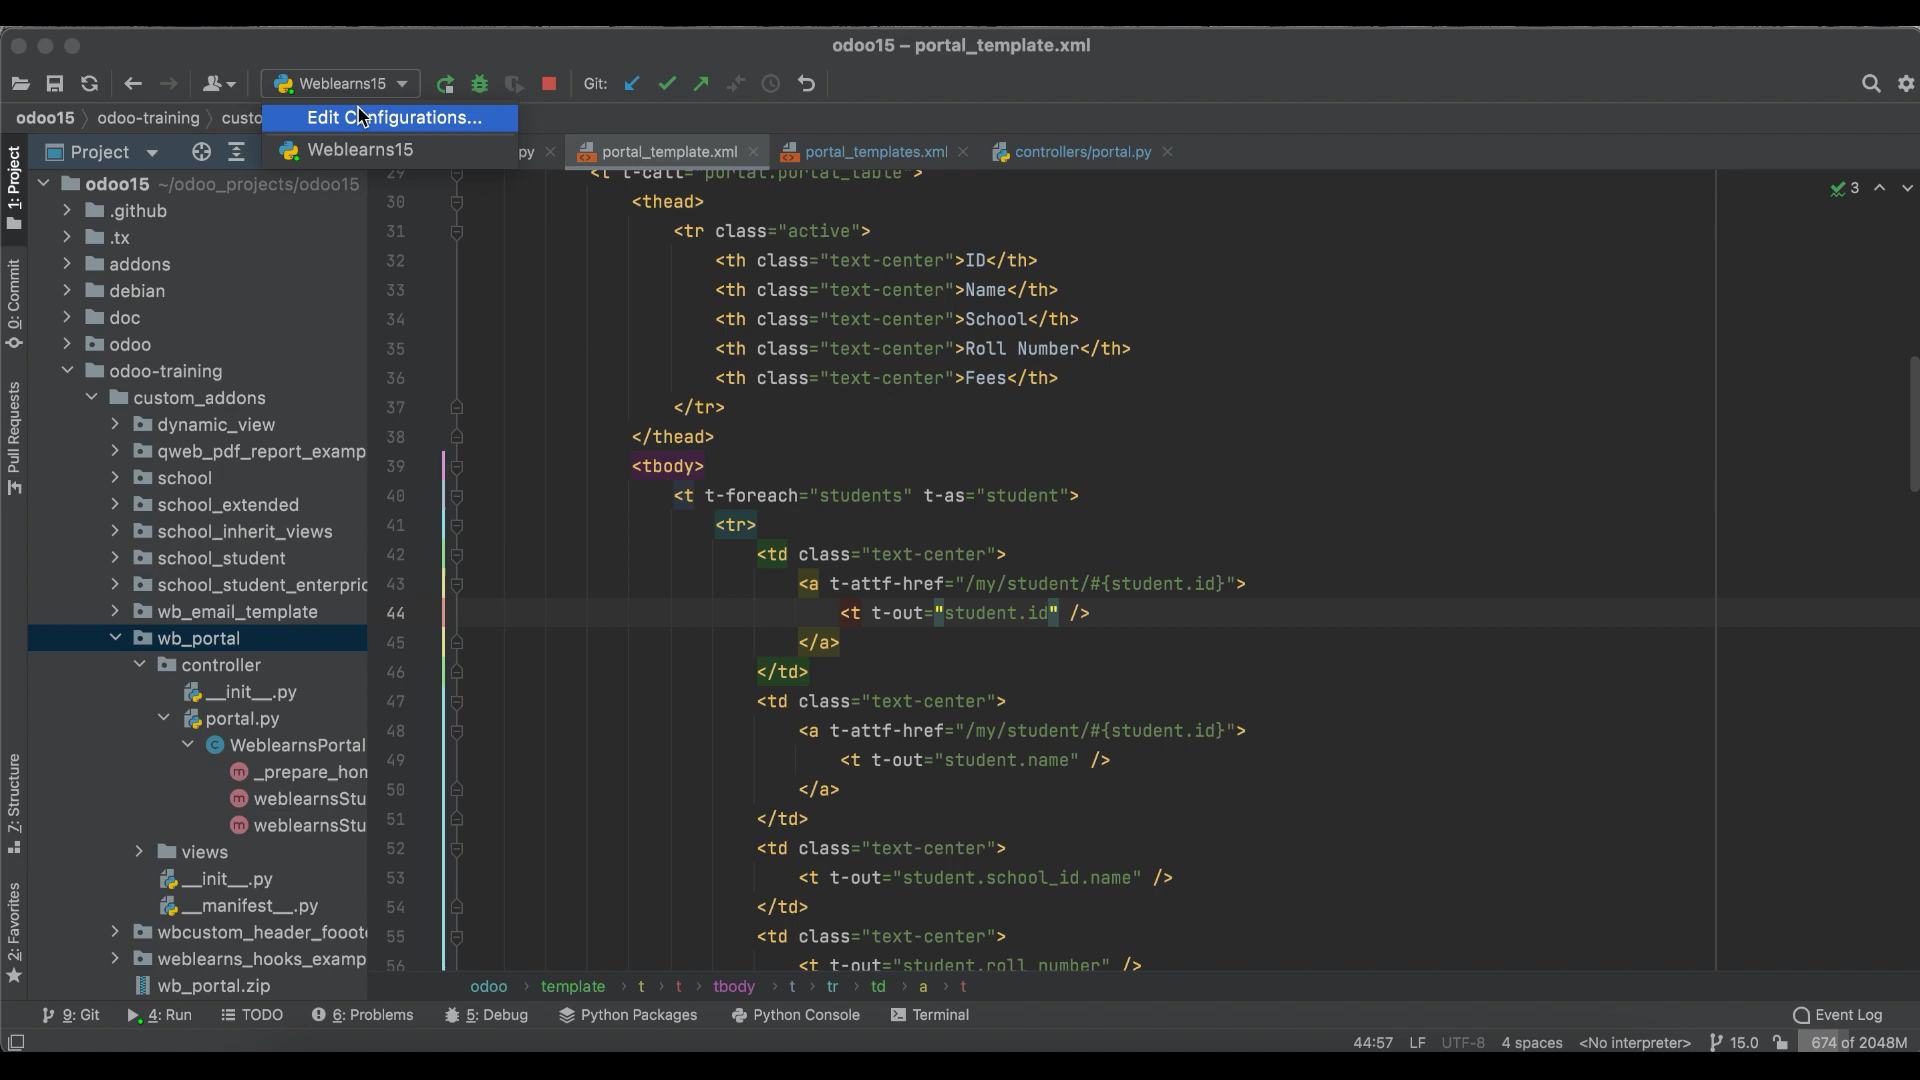 odoo15 – portal_template.xml
Weblearns15
Git:
odoo15
odoo-training
custo
Edit Configurations...
Weblearns15
Project
py
portal_template.xml
portal_templates.xml
controllers/portal.py
1: Project
0: Commit
Pull Requests
Z: Structure
2: Favorites
odoo15 ~/odoo_projects/odoo15
.github
.tx
addons
debian
doc
odoo
odoo-training
custom_addons
dynamic_view
qweb_pdf_report_examp
school
school_extended
school_inherit_views
school_student
school_student_enterpric
wb_email_template
wb_portal
controller
__init__.py
portal.py
C WeblearnsPortal
m _prepare_hon
m weblearnsStu
m weblearnsStu
views
__init__.py
__manifest__.py
wbcustom_header_foote
weblearns_hooks_examp
wb_portal.zip
3
29 <t t-call="portal.portal_table">
30 <thead>
31 <tr class="active">
32 <th class="text-center">ID</th>
33 <th class="text-center">Name</th>
34 <th class="text-center">School</th>
35 <th class="text-center">Roll Number</th>
36 <th class="text-center">Fees</th>
37 </tr>
38 </thead>
39 <tbody>
40 <t t-foreach="students" t-as="student">
41 <tr>
42 <td class="text-center">
43 <a t-attf-href="/my/student/#{student.id}">
44 <t t-out="student.id" />
45 </a>
46 </td>
47 <td class="text-center">
48 <a t-attf-href="/my/student/#{student.id}">
49 <t t-out="student.name" />
50 </a>
51 </td>
52 <td class="text-center">
53 <t t-out="student.school_id.name" />
54 </td>
55 <td class="text-center">
56 <t t-out="student.roll_number" />
odoo › template › t › t › tbody › t › tr › td › a › t
9: Git
4: Run
TODO
6: Problems
5: Debug
Python Packages
Python Console
Terminal
Event Log
44:57 LF UTF-8 4 spaces <No interpreter> 15.0 674 of 2048M